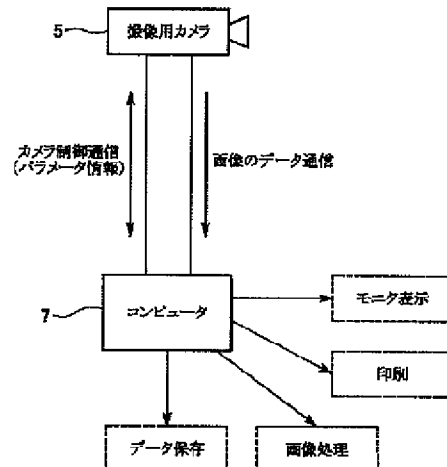 5
撮像用カメラ
カメラ制御通信
(パラメータ情報)
画像のデータ通信
7
コンピュータ
モニタ表示
印刷
データ保存
画像処理